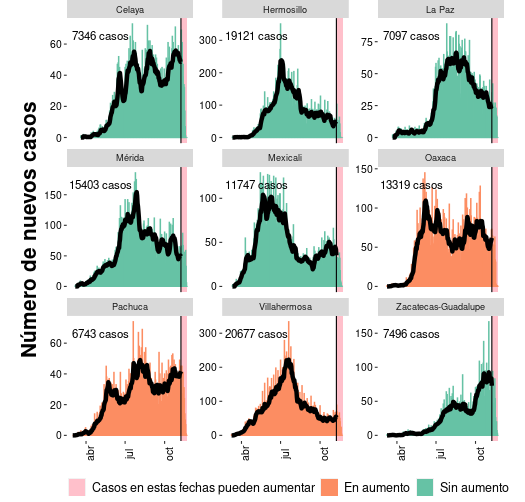 Número de nuevos casos
Celaya
7346 casos
60
40
20
0
Hermosillo
19121 casos
300
200
100
0
La Paz
7097 casos
75
50
25
0
Mérida
15403 casos
150
100
50
0
Mexicali
11747 casos
100
50
0
Oaxaca
13319 casos
150
100
50
0
Pachuca
6743 casos
60
40
20
0
abr
jul
oct
Villahermosa
20677 casos
300
200
100
0
abr
jul
oct
Zacatecas-Guadalupe
7496 casos
150
100
50
0
abr
jul
oct
Casos en estas fechas pueden aumentar
En aumento
Sin aumento